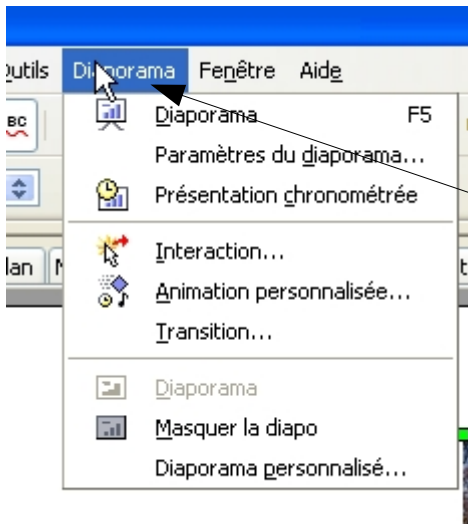 Outils Diaporama Fenêtre Aide
Diaporama F5
Paramètres du diaporama...
Présentation chronométrée
Interaction...
Animation personnalisée...
Transition...
Diaporama
Masquer la diapo
Diaporama personnalisé...